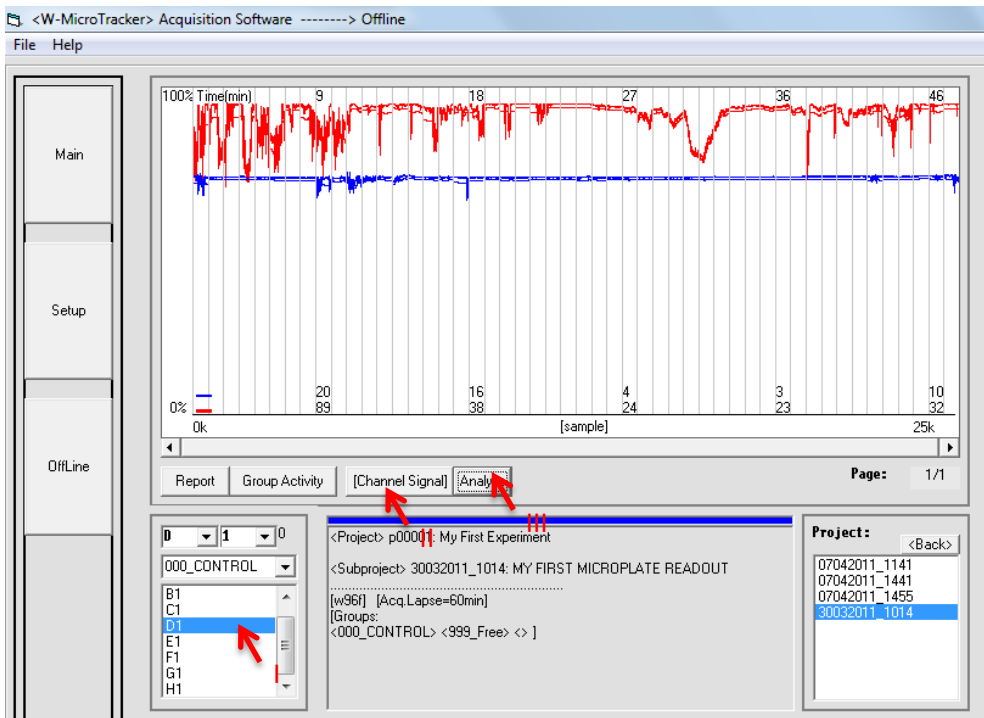 <W-MicroTracker> Acquisition Software --------> Offline
File Help
Main
Setup
OffLine
100% Time(min) 9 18 27 36 46
20 16 4 3 10
0% 89 38 24 23 32
0k [sample] 25k
Report Group Activity [Channel Signal]
Page: 1/1
D 1 0
000_CONTROL
B1
C1
D1
E1
F1
G1
H1
I
II
III
<Project> p00001: My First Experiment
<Subproject> 30032011_1014: MY FIRST MICROPLATE READOUT
[w96f] [Acq.Lapse=60min]
[Groups:
<000_CONTROL> <999_Free> <> ]
Project:
<Back>
07042011_1141
07042011_1441
07042011_1455
30032011_1014